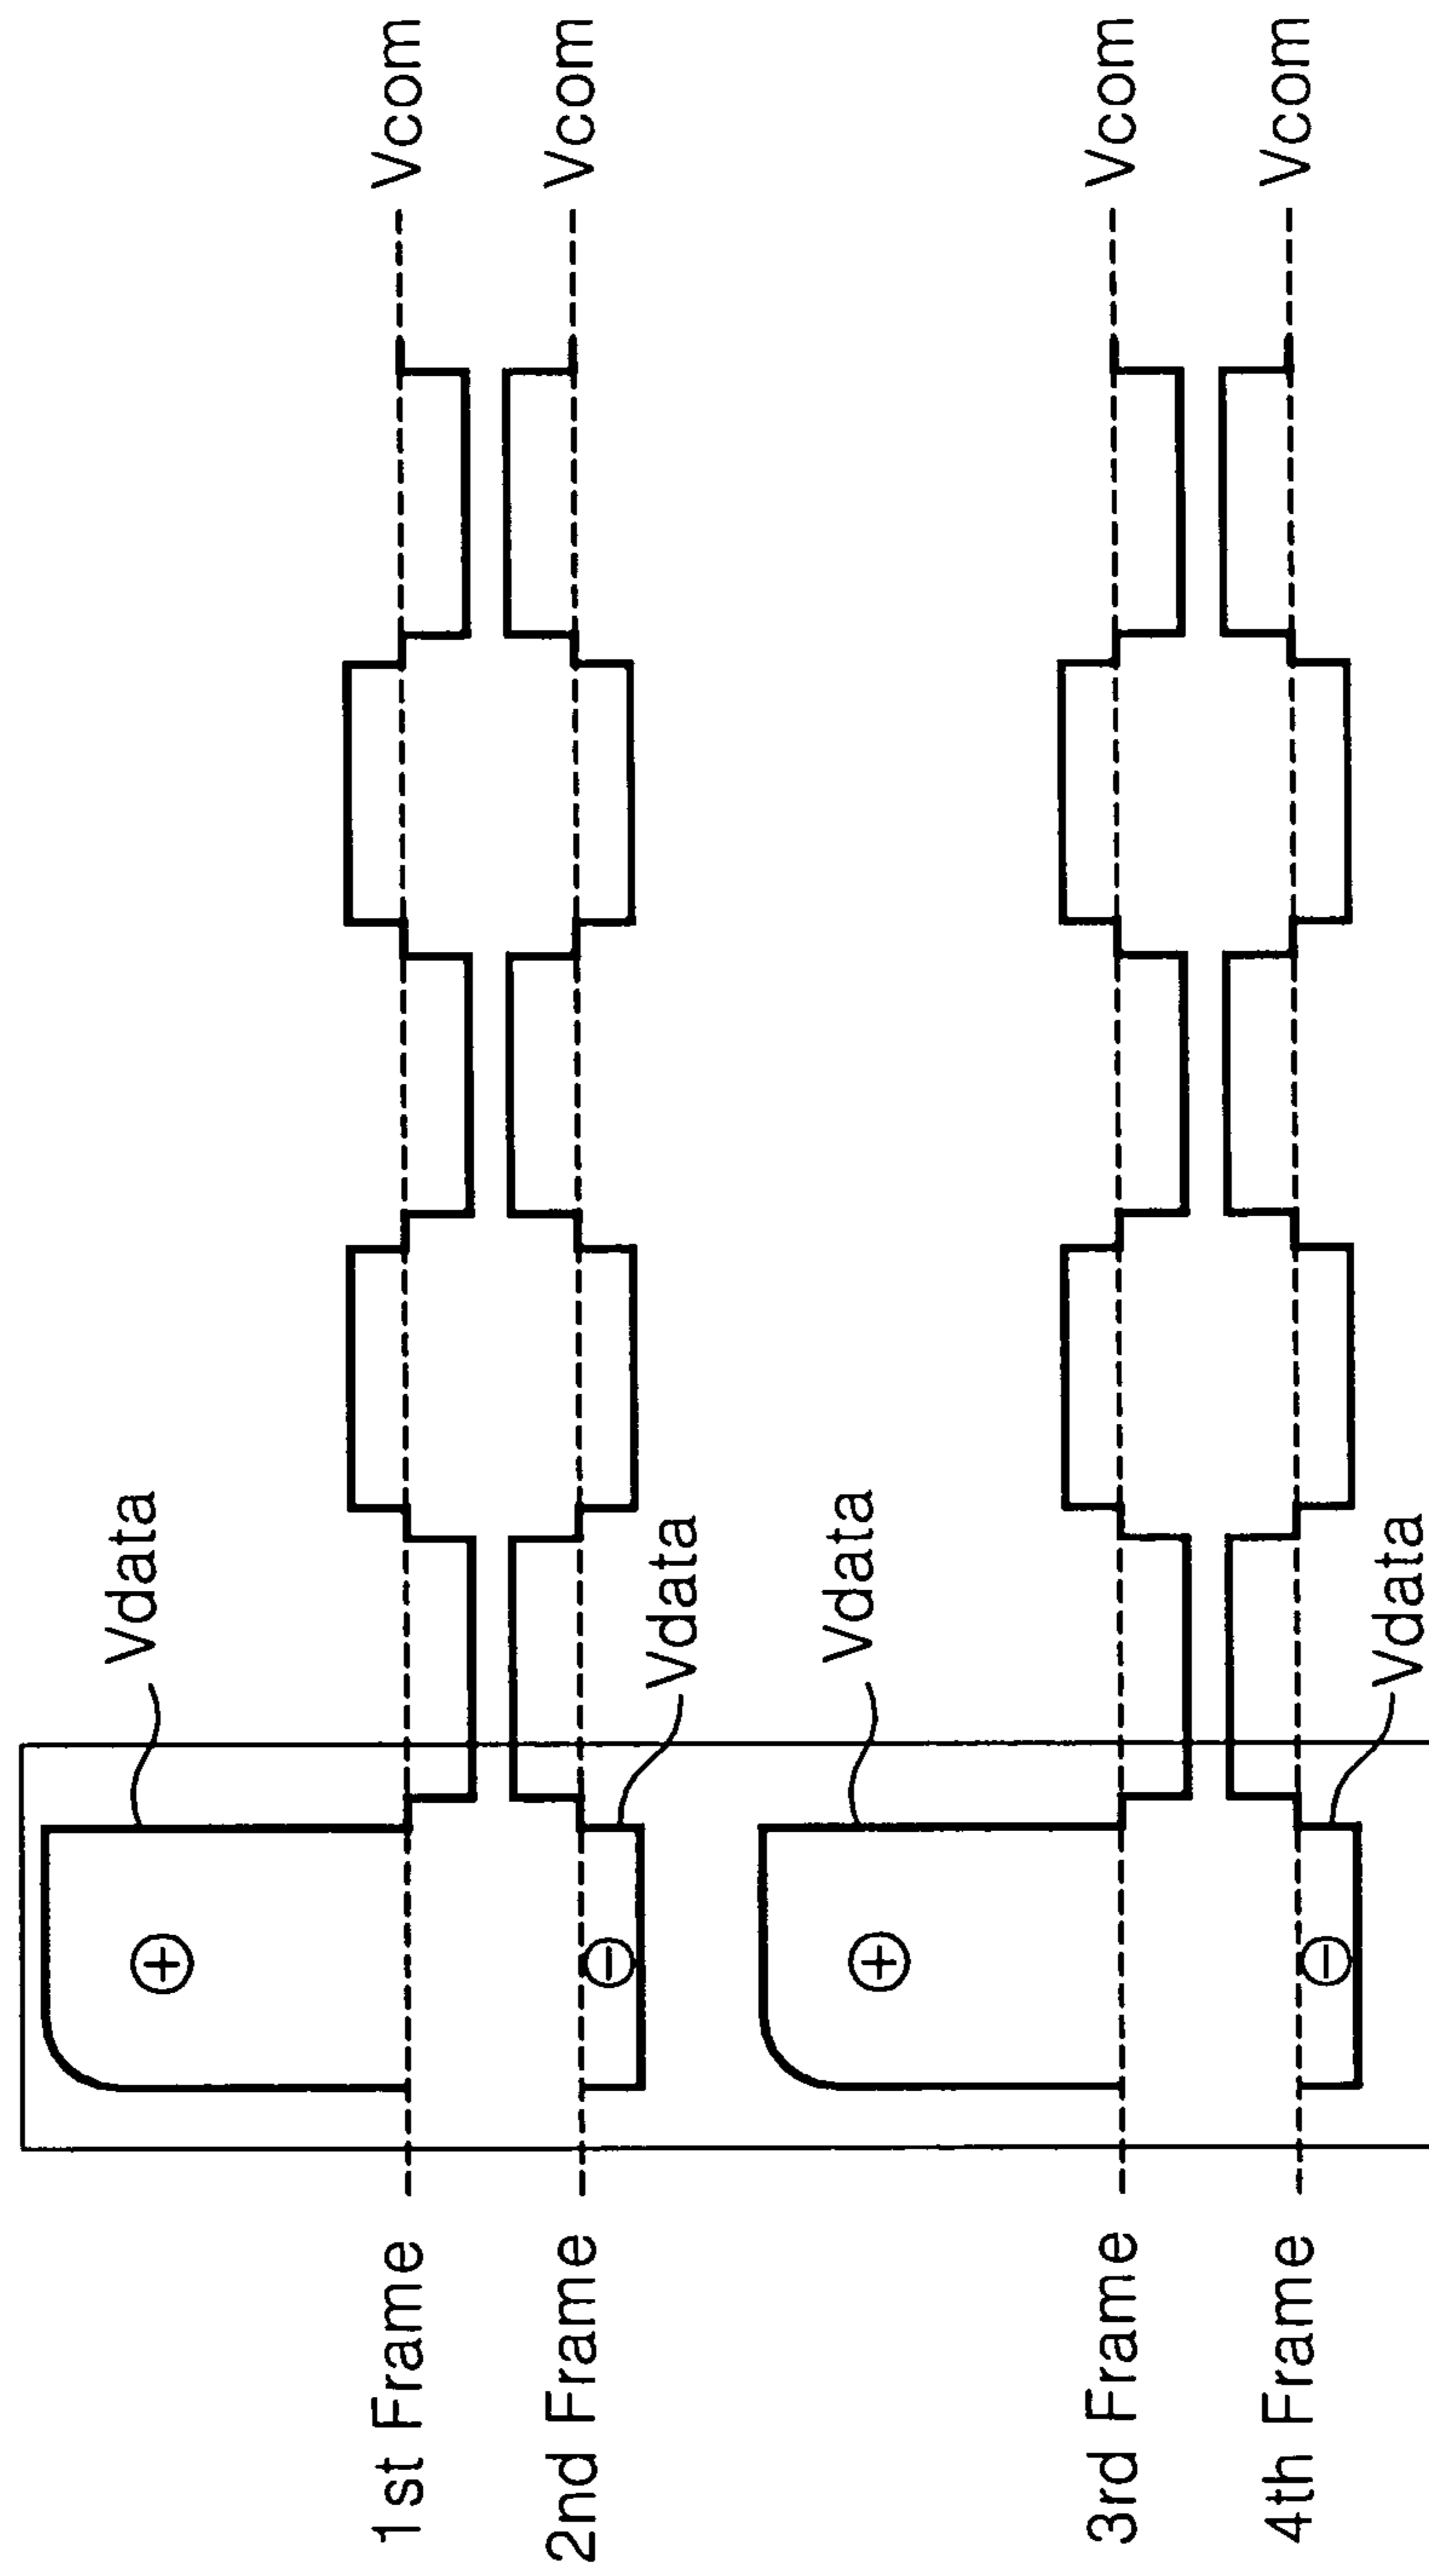 Vdata
1st Frame
Vcom
2nd Frame
Vcom
Vdata
Vdata
3rd Frame
Vcom
4th Frame
Vcom
Vdata